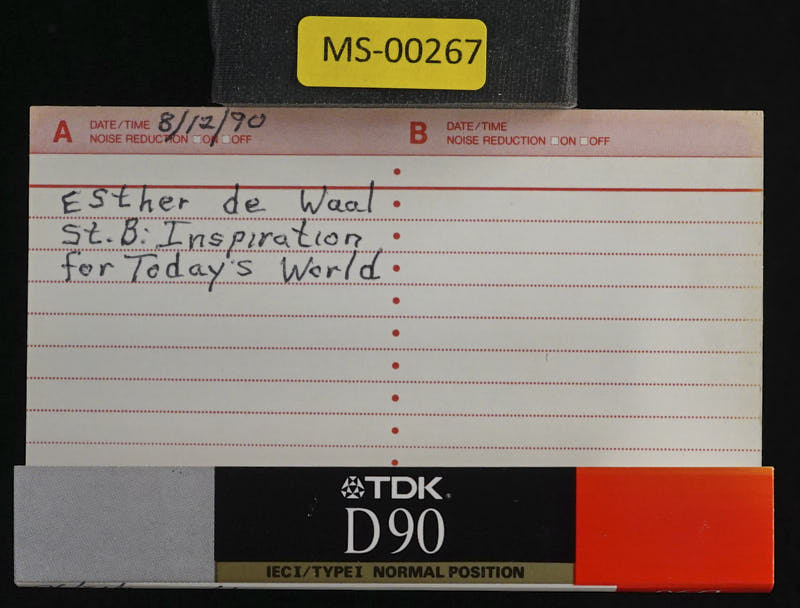 MS-00267
A DATE/TIME 8/12/90
NOISE REDUCTION ON OFF
B DATE/TIME
NOISE REDUCTION ON OFF
Esther de Waal
St. B: Inspiration
for Today's World
TDK
D90
IECI/TYPEI NORMAL POSITION